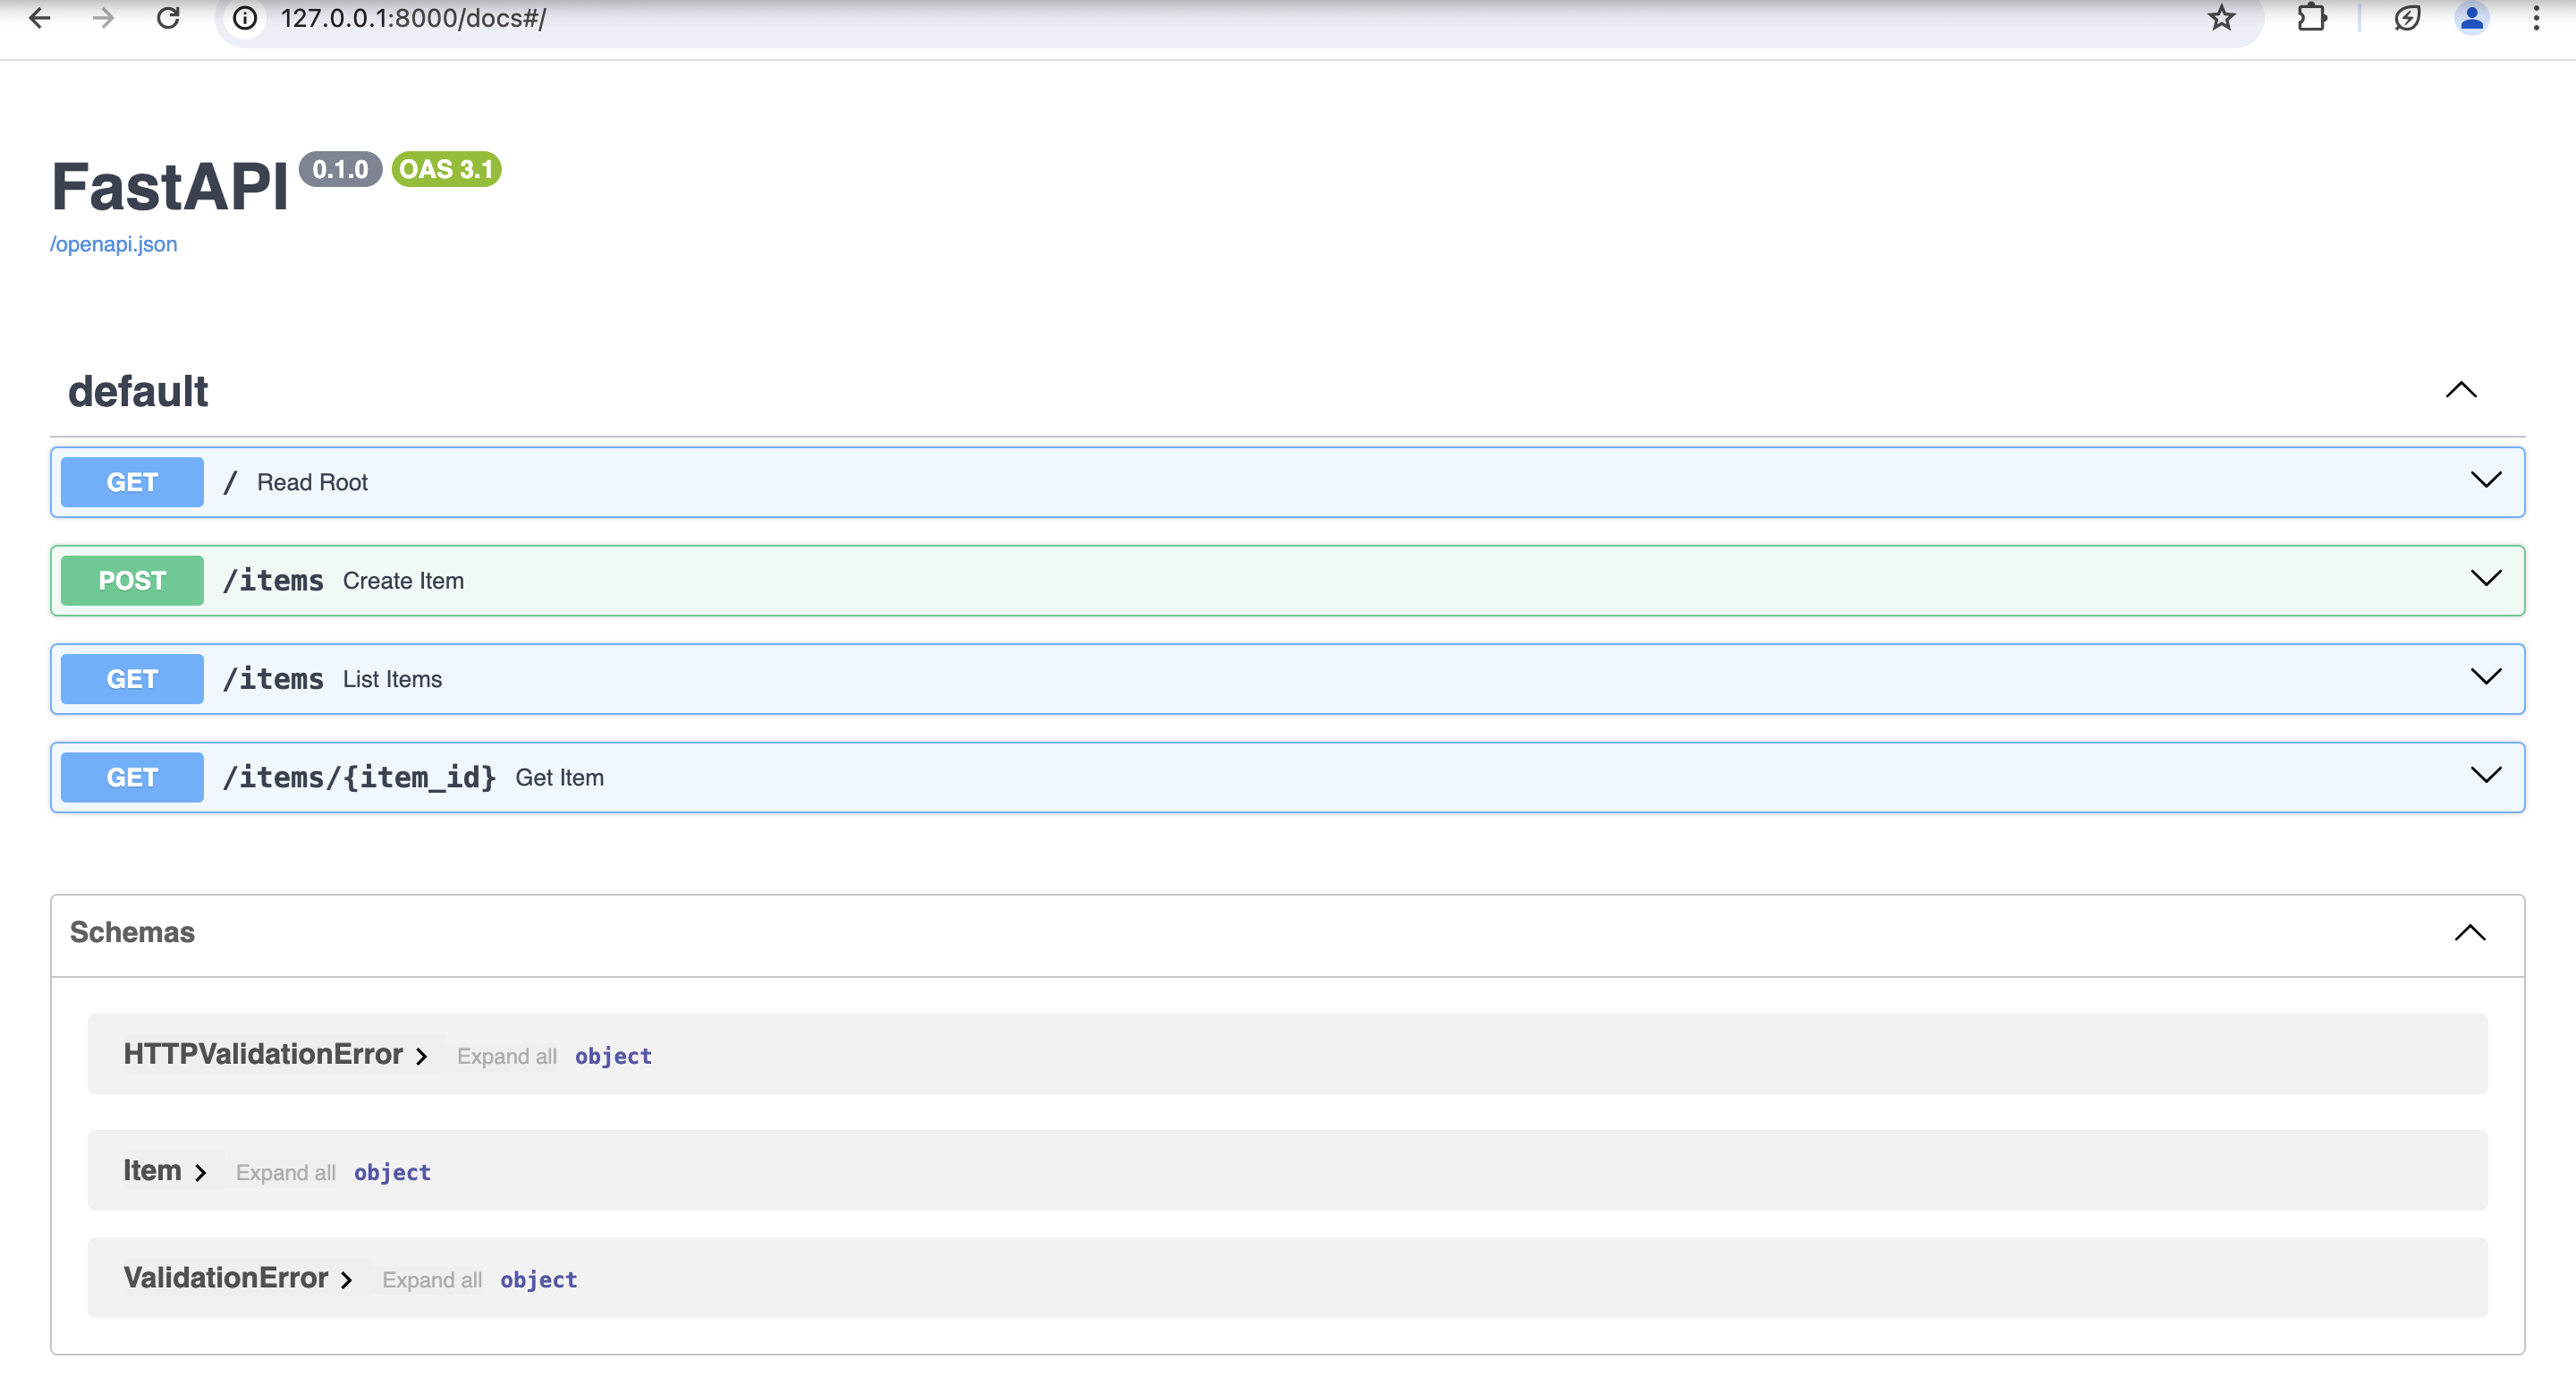 127.0.0.1:8000/docs#/
FastAPI 0.1.0 OAS 3.1
/openapi.json
default
GET / Read Root
POST /items Create Item
GET /items List Items
GET /items/{item_id} Get Item
Schemas
HTTPValidationError Expand all object
Item Expand all object
ValidationError Expand all object